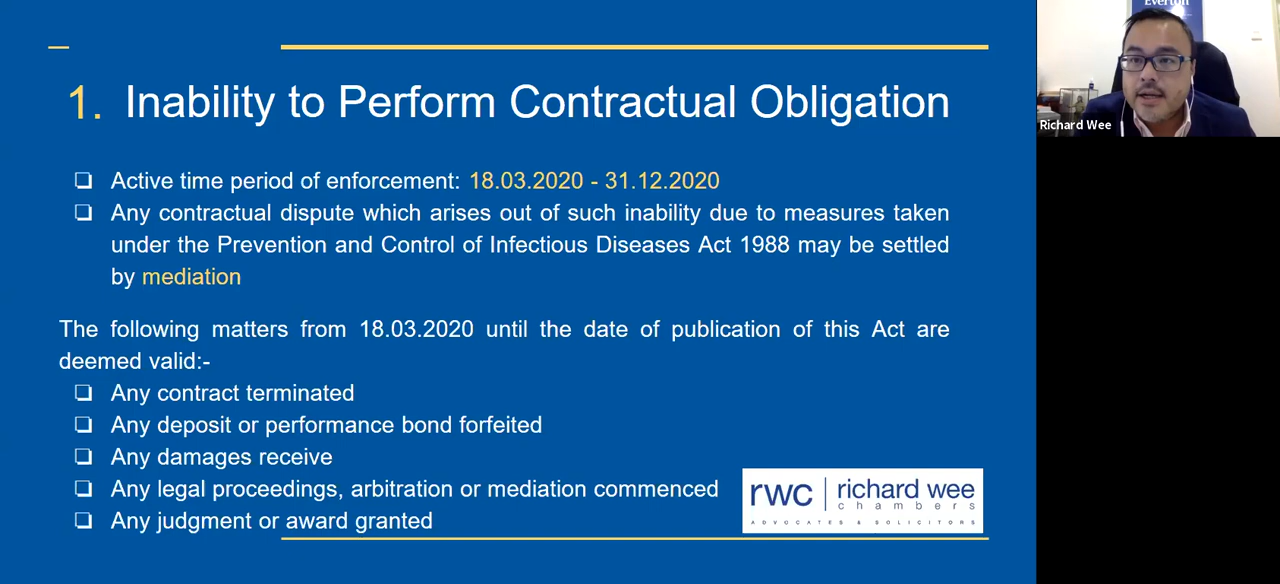 1. Inability to Perform Contractual Obligation
❏ Active time period of enforcement: 18.03.2020 - 31.12.2020
❏ Any contractual dispute which arises out of such inability due to measures taken
under the Prevention and Control of Infectious Diseases Act 1988 may be settled
by mediation
The following matters from 18.03.2020 until the date of publication of this Act are
deemed valid:-
❏ Any contract terminated
❏ Any deposit or performance bond forfeited
❏ Any damages receive
❏ Any legal proceedings, arbitration or mediation commenced
❏ Any judgment or award granted
rwc | richard wee
chambers
ADVOCATES & SOLICITORS
Everton
Richard Wee